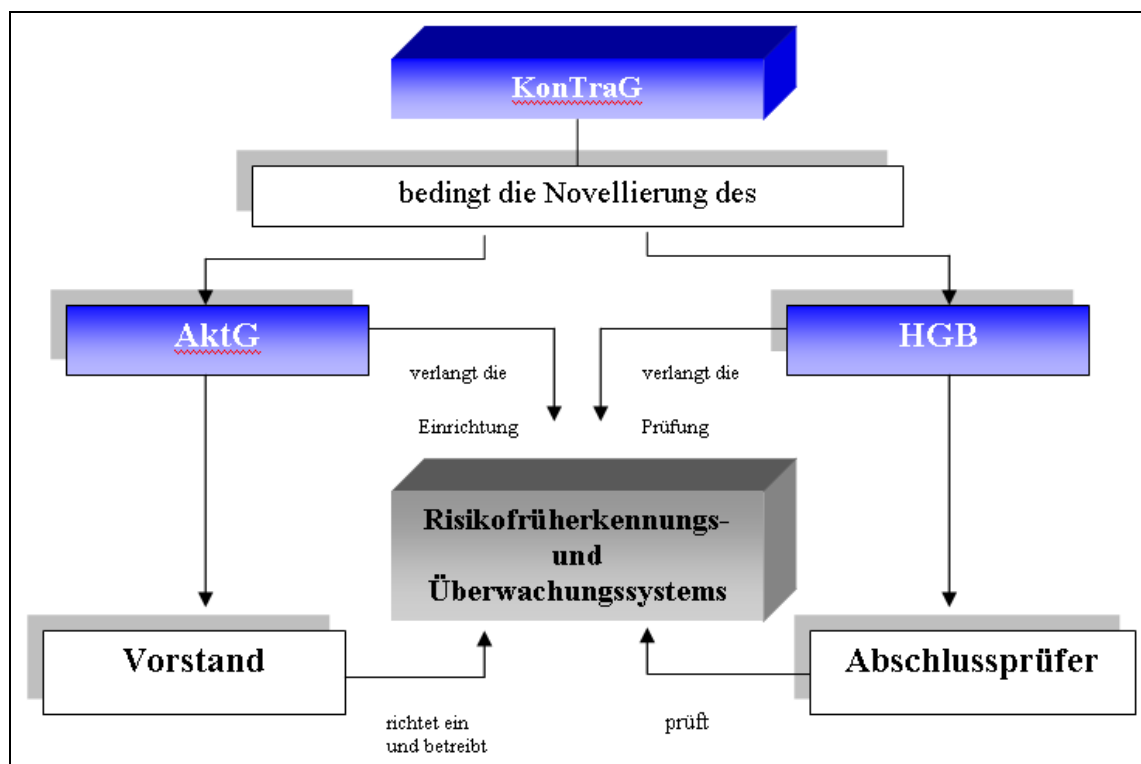 KonTraG
bedingt die Novellierung des
AktG
HGB
verlangt die
Einrichtung
verlangt die
Prüfung
Risikofrüherkennungs-
und
Überwachungssystems
Vorstand
Abschlussprüfer
richtet ein
und betreibt
prüft